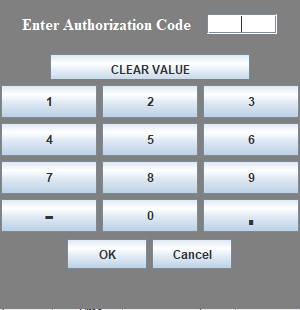 Enter Authorization Code
CLEAR VALUE
1 2 3
4 5 6
7 8 9
- 0 .
OK Cancel